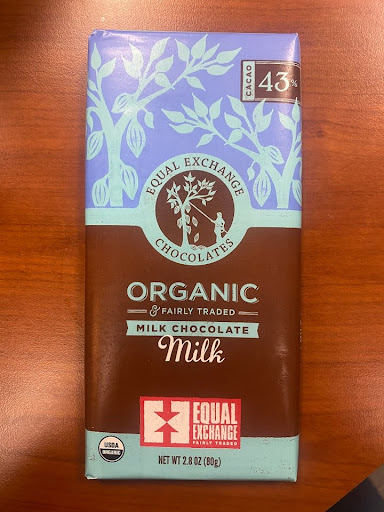 CACAO
43%
EQUAL EXCHANGE
CHOCOLATES
ORGANIC
& FAIRLY TRADED
MILK CHOCOLATE
Milk
EQUAL
EXCHANGE
FAIRLY TRADED
USDA
ORGANIC
NET WT 2.8 OZ (80g)